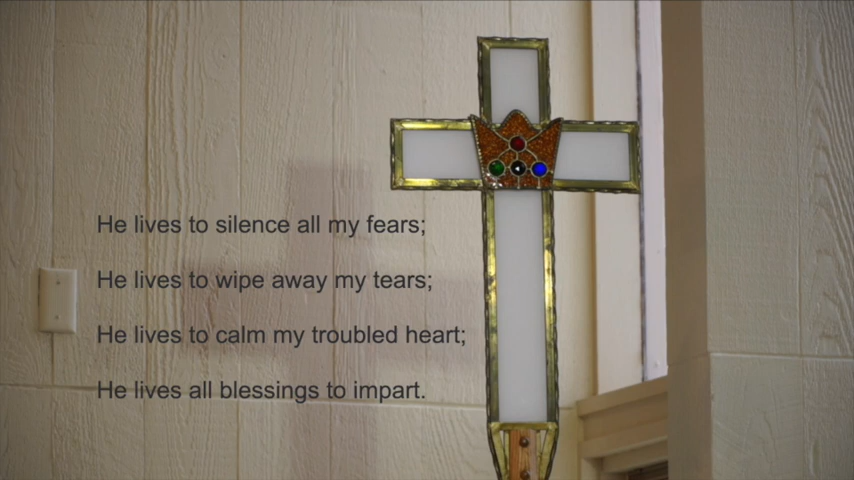 He lives to silence all my fears;
He lives to wipe away my tears;
He lives to calm my troubled heart;
He lives all blessings to impart.